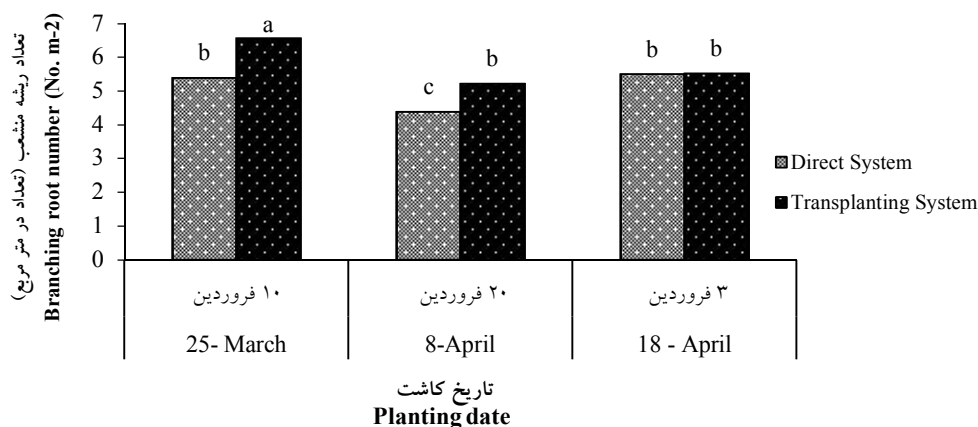 تعداد ریشه منشعب (تعداد در متر مربع)
Branching root number (No. m-2)
7
6
5
4
3
2
1
0
b
a
c
b
b
b
Direct System
Transplanting System
۱۰ فروردین
۲۰ فروردین
۳ فروردین
25- March
8-April
18 - April
تاریخ کاشت
Planting date